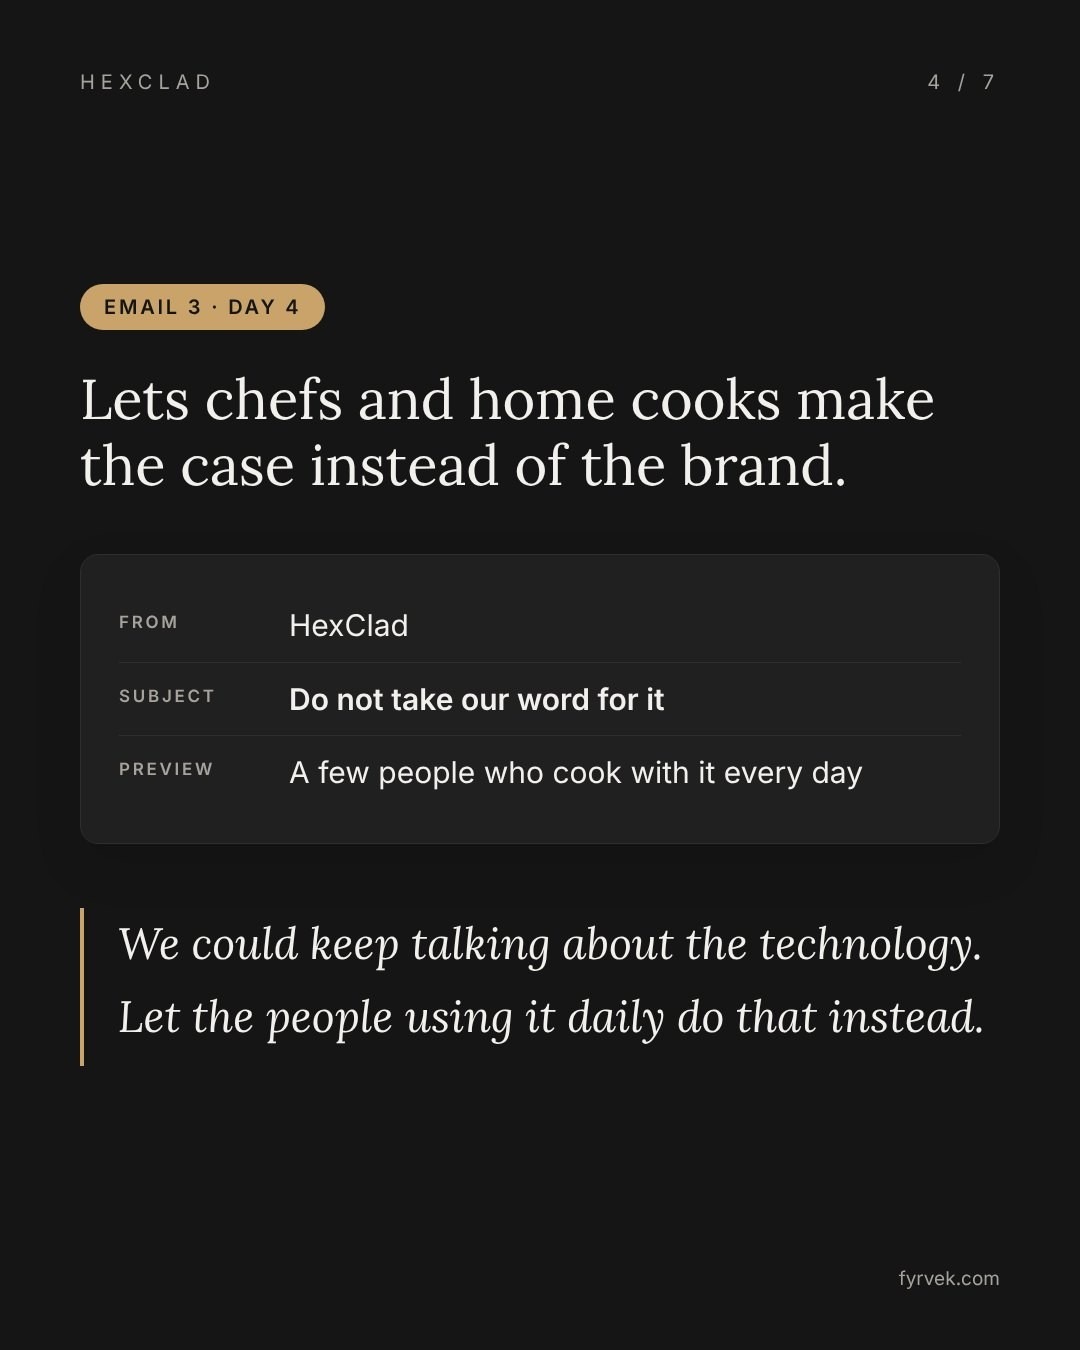 HEXCLAD
4 / 7
EMAIL 3 · DAY 4
Lets chefs and home cooks make
the case instead of the brand.
FROM HexClad
SUBJECT Do not take our word for it
PREVIEW A few people who cook with it every day
We could keep talking about the technology.
Let the people using it daily do that instead.
fyrvek.com